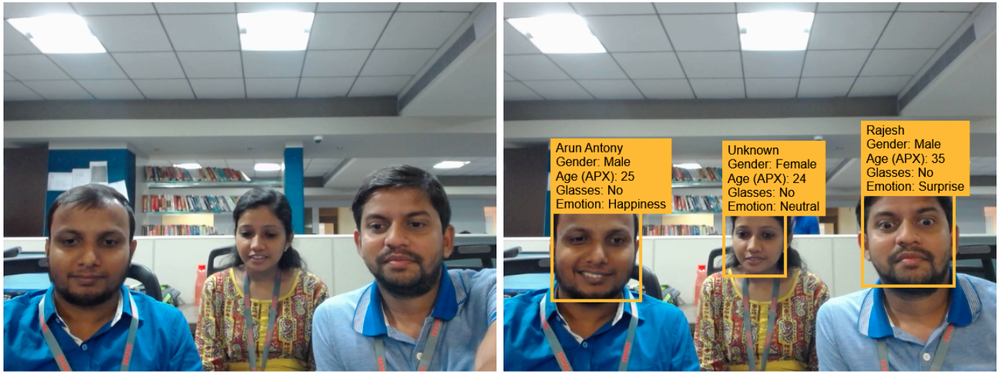 Arun Antony
Gender: Male
Age (APX): 25
Glasses: No
Emotion: Happiness
Unknown
Gender: Female
Age (APX): 24
Glasses: No
Emotion: Neutral
Rajesh
Gender: Male
Age (APX): 35
Glasses: No
Emotion: Surprise